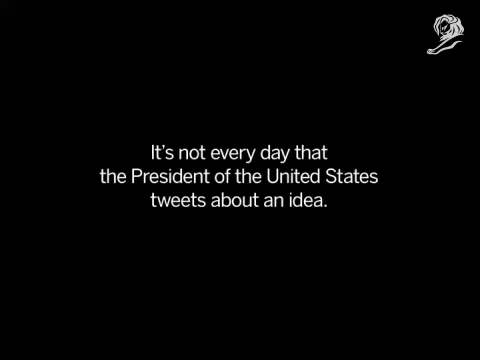 It's not every day that
the President of the United States
tweets about an idea.